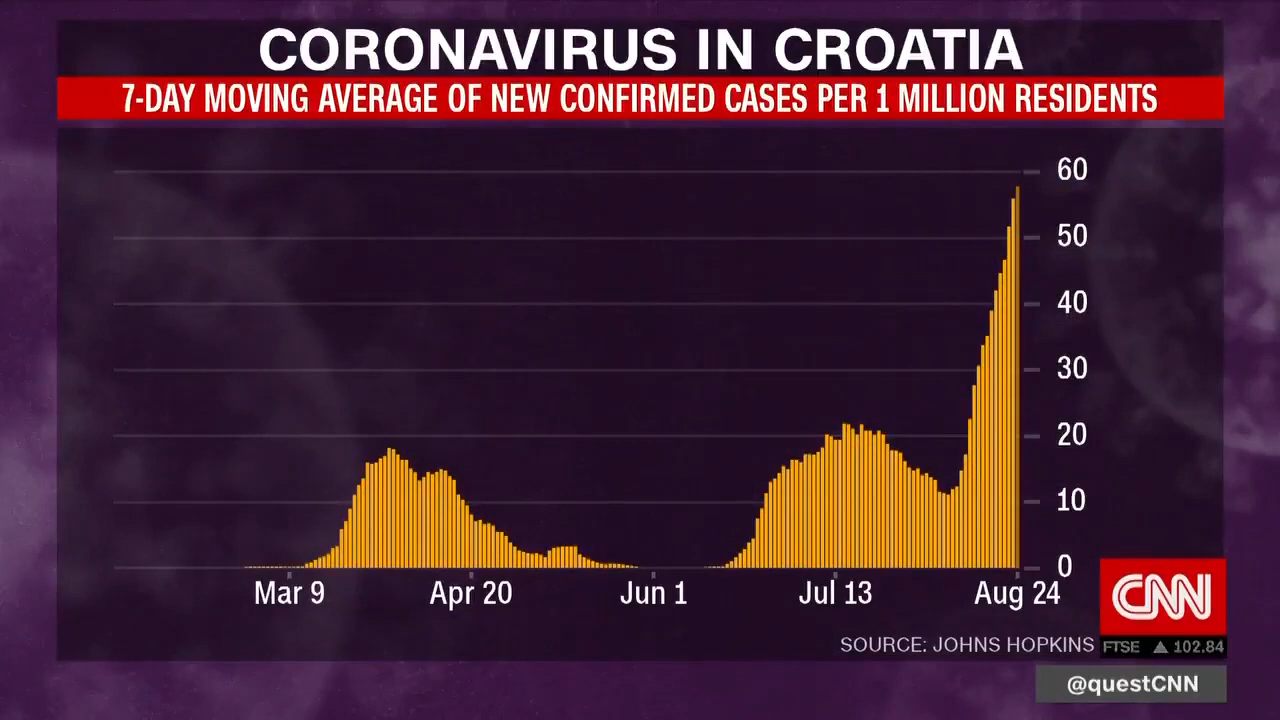 CORONAVIRUS IN CROATIA
7-DAY MOVING AVERAGE OF NEW CONFIRMED CASES PER 1 MILLION RESIDENTS
60
50
40
30
20
10
0
Mar 9 Apr 20 Jun 1 Jul 13 Aug 24
SOURCE: JOHNS HOPKINS
CNN
FTSE ▲ 102.84
@questCNN